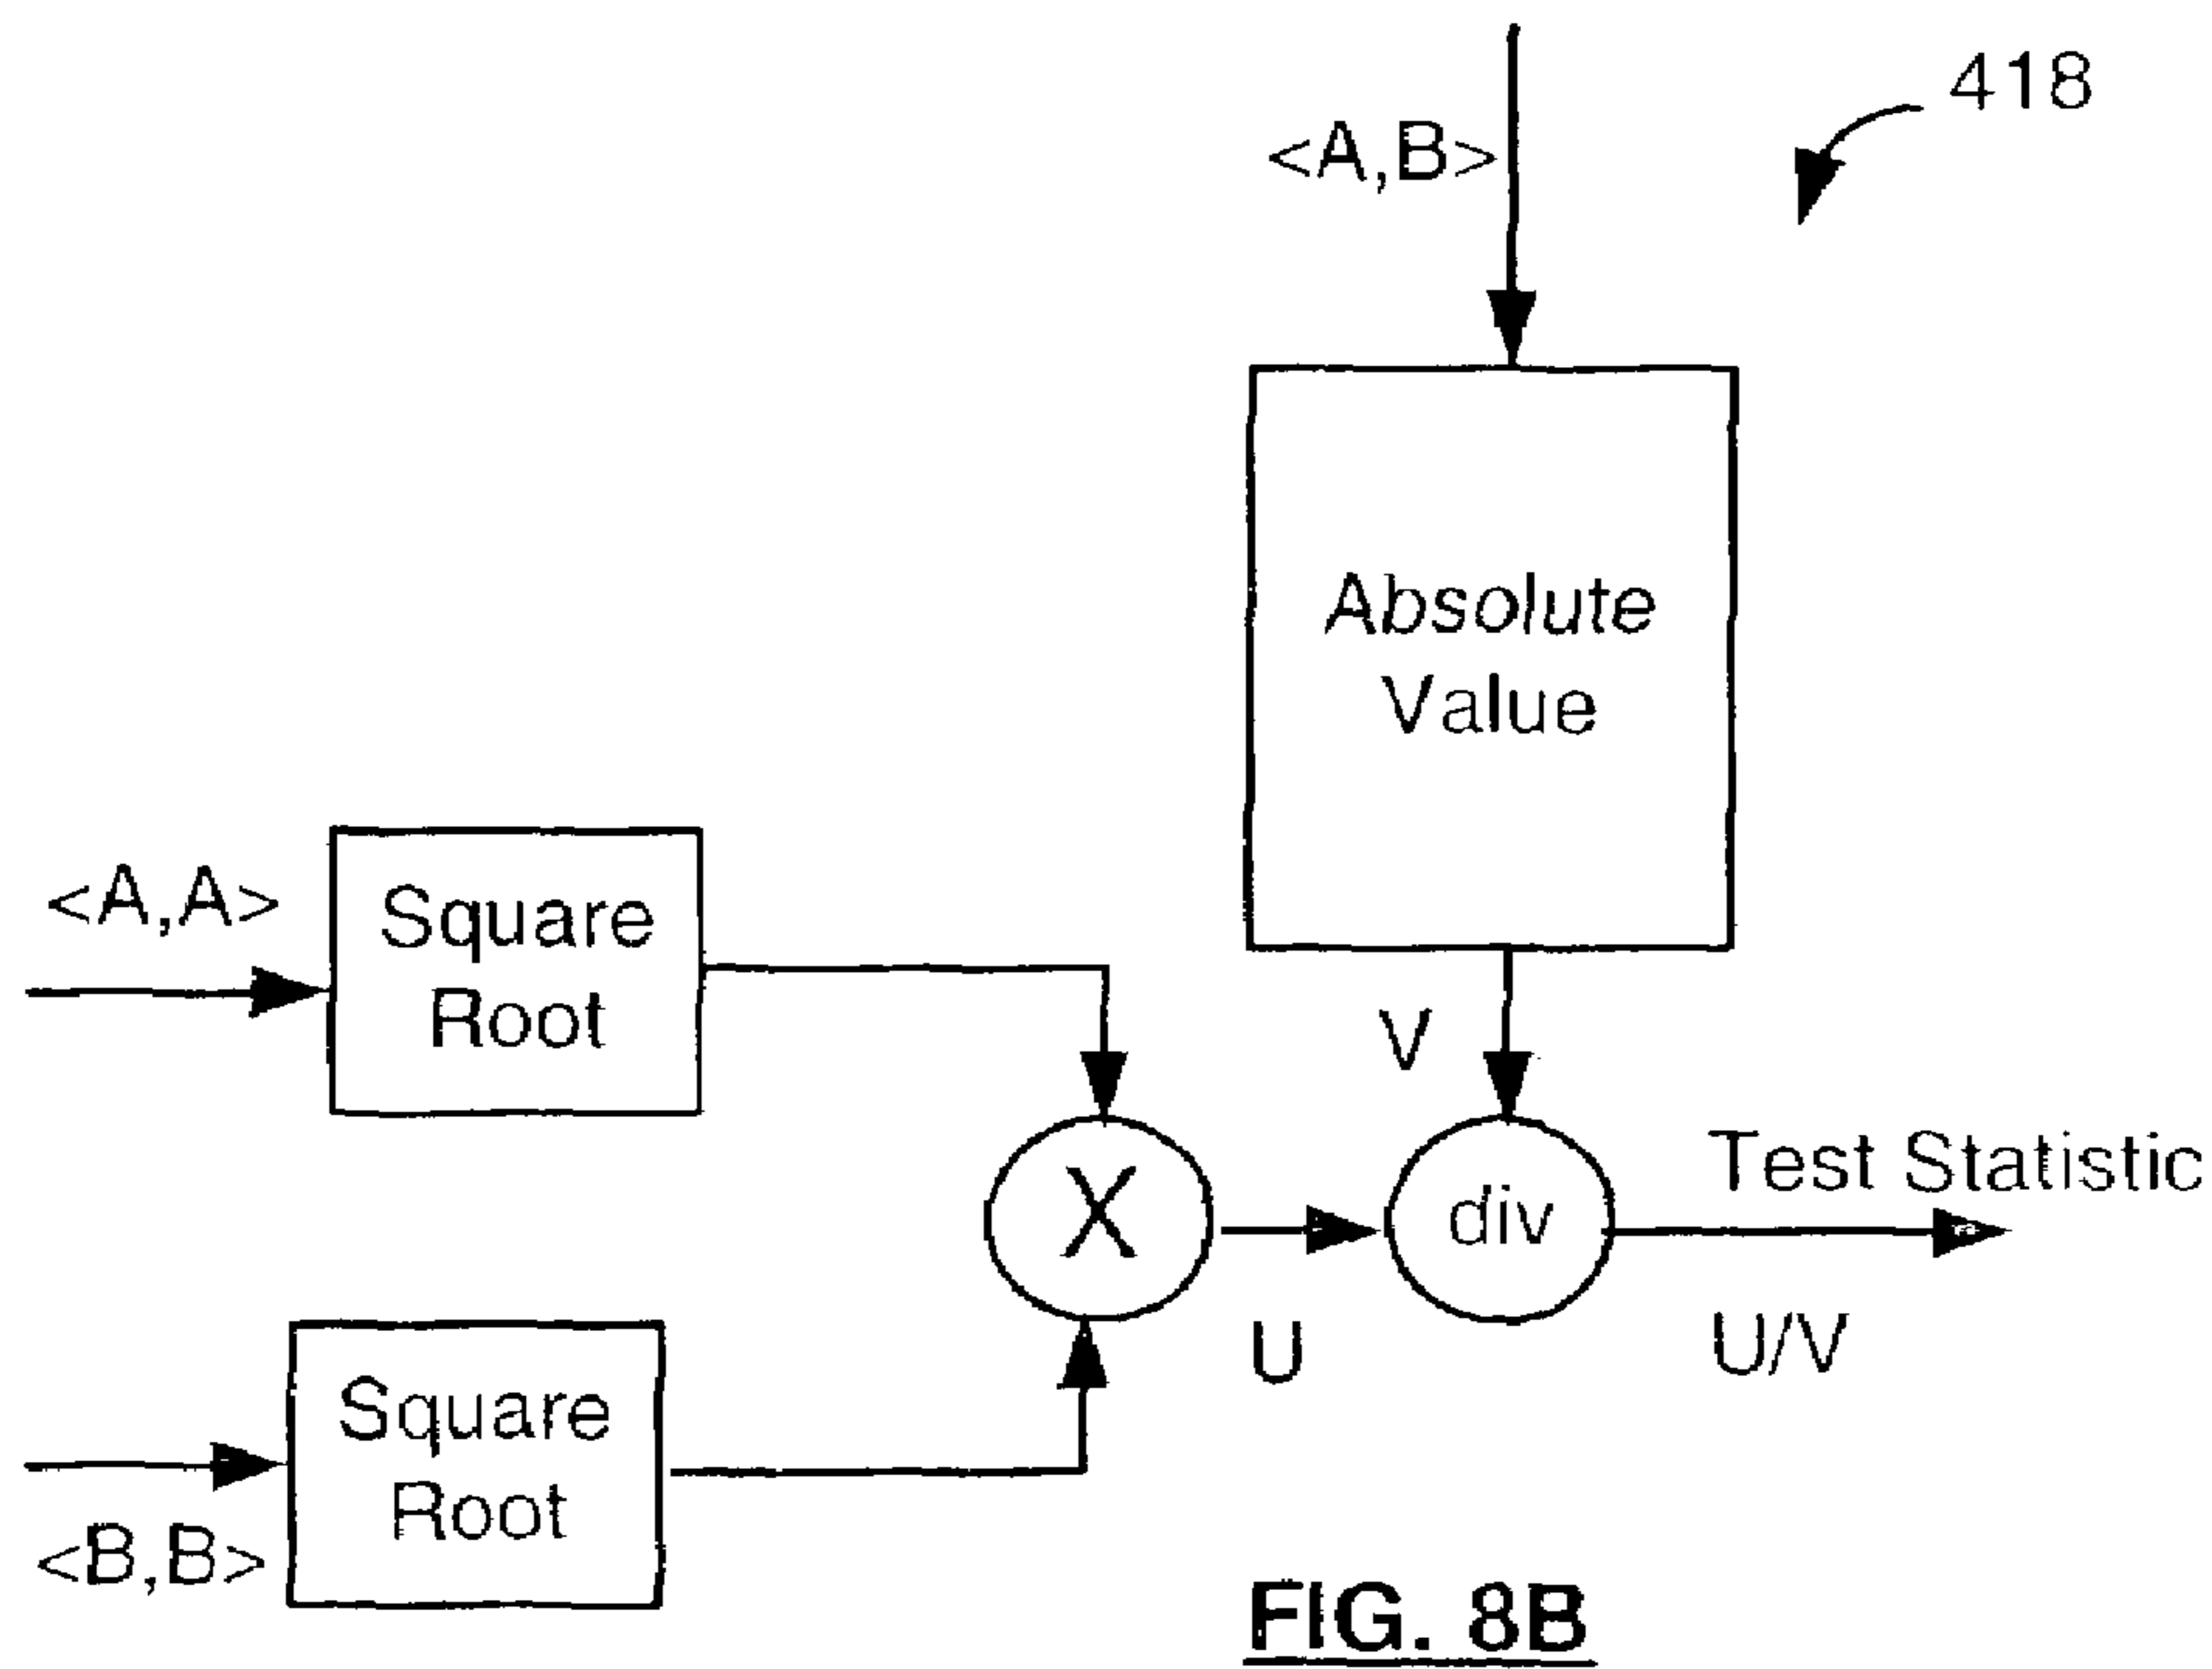 418
<A,B>
Absolute
Value
<A,A>
Square
Root
V
X
div
Test Statistic
U
U/V
Square
Root
<B,B>
FIG. 8B